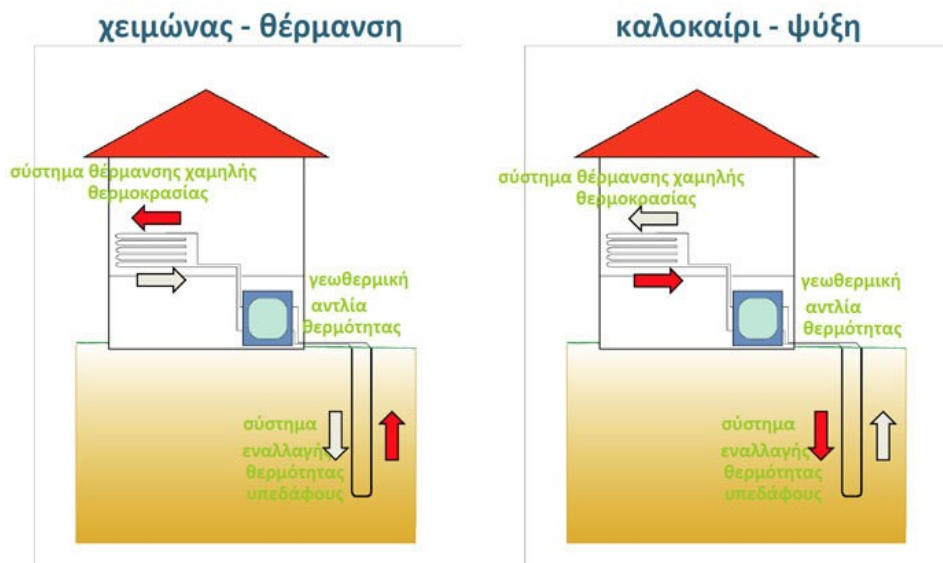 χειμώνας - θέρμανση
σύστημα θέρμανσης χαμηλής
θερμοκρασίας
γεωθερμική
αντλία
θερμότητας
σύστημα
εναλλαγής
θερμότητας
υπεδάφους
καλοκαίρι - ψύξη
σύστημα θέρμανσης χαμηλής
θερμοκρασίας
γεωθερμική
αντλία
θερμότητας
σύστημα
εναλλαγής
θερμότητας
υπεδάφους